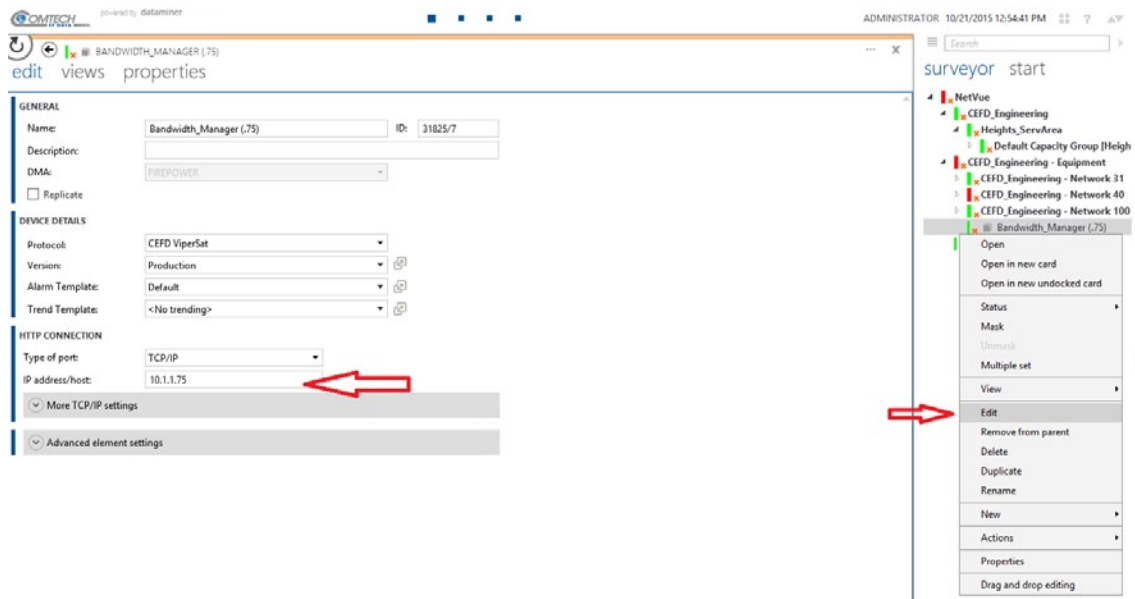 COMTECH EF DATA. powered by dataminer
ADMINISTRATOR 10/21/2015 12:54:41 PM ?
BANDWIDTH_MANAGER (.75) ... X
edit views properties
GENERAL
Name: Bandwidth_Manager (.75) ID: 31825/7
Description:
DMA: FIREPOWER
Replicate
DEVICE DETAILS
Protocol: CEFD ViperSat
Version: Production
Alarm Template: Default
Trend Template: <No trending>
HTTP CONNECTION
Type of port: TCP/IP
IP address/host: 10.1.1.75
More TCP/IP settings
Advanced element settings
Search
surveyor start
NetVue
CEFD_Engineering
Heights_ServArea
Default Capacity Group [Heigh
CEFD_Engineering - Equipment
CEFD_Engineering - Network 31
CEFD_Engineering - Network 40
CEFD_Engineering - Network 100
Bandwidth_Manager (.75)
Open
Open in new card
Open in new undocked card
Status
Mask
Unmask
Multiple set
View
Edit
Remove from parent
Delete
Duplicate
Rename
New
Actions
Properties
Drag and drop editing